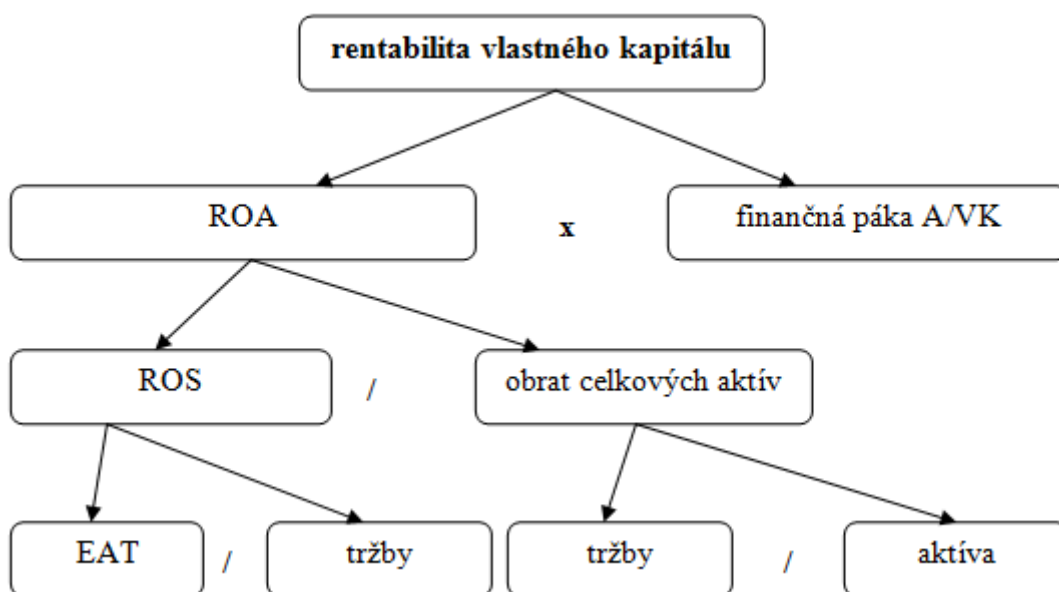 rentabilita vlastného kapitálu
ROA x finančná páka A/VK
ROS / obrat celkových aktív
EAT / tržby tržby / aktíva